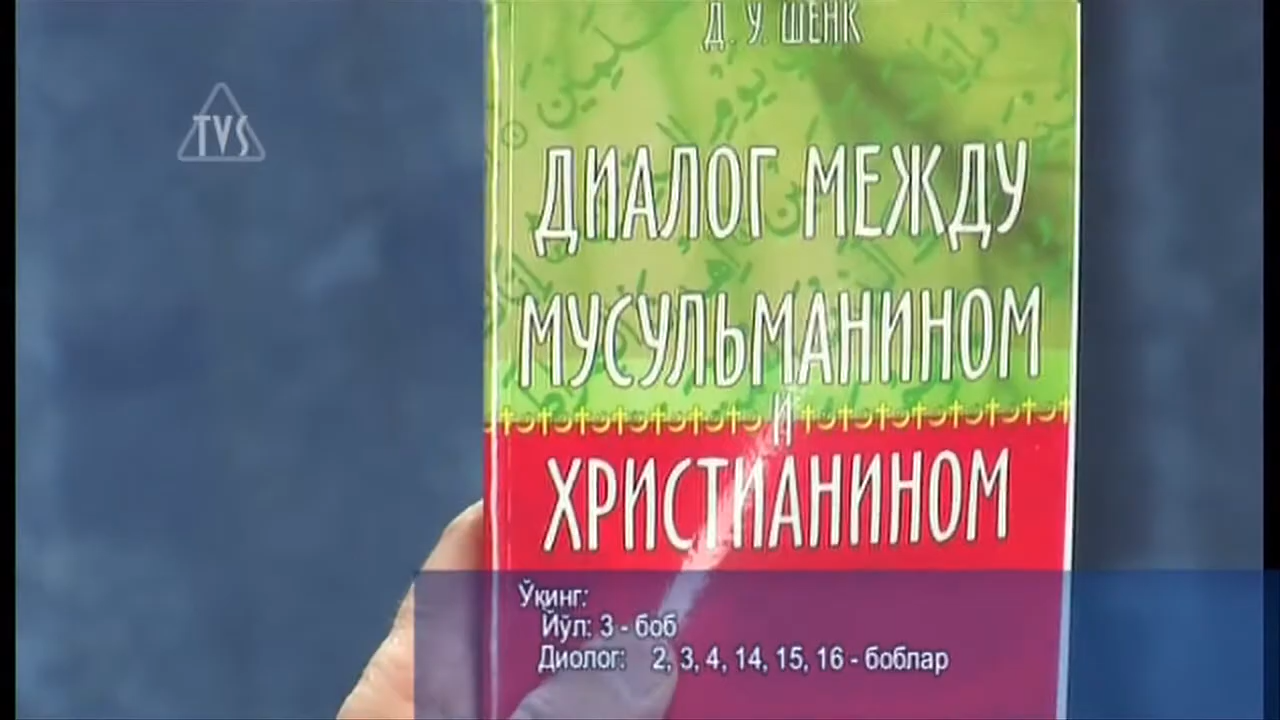 Д. У. ШЕНК
TVS
ДИАЛОГ МЕЖДУ
МУСУЛЬМАНИНОМ
И
ХРИСТИАНИНОМ
Ўқинг:
Йўл: 3 - боб
Диолог: 2, 3, 4, 14, 15, 16 - боблар